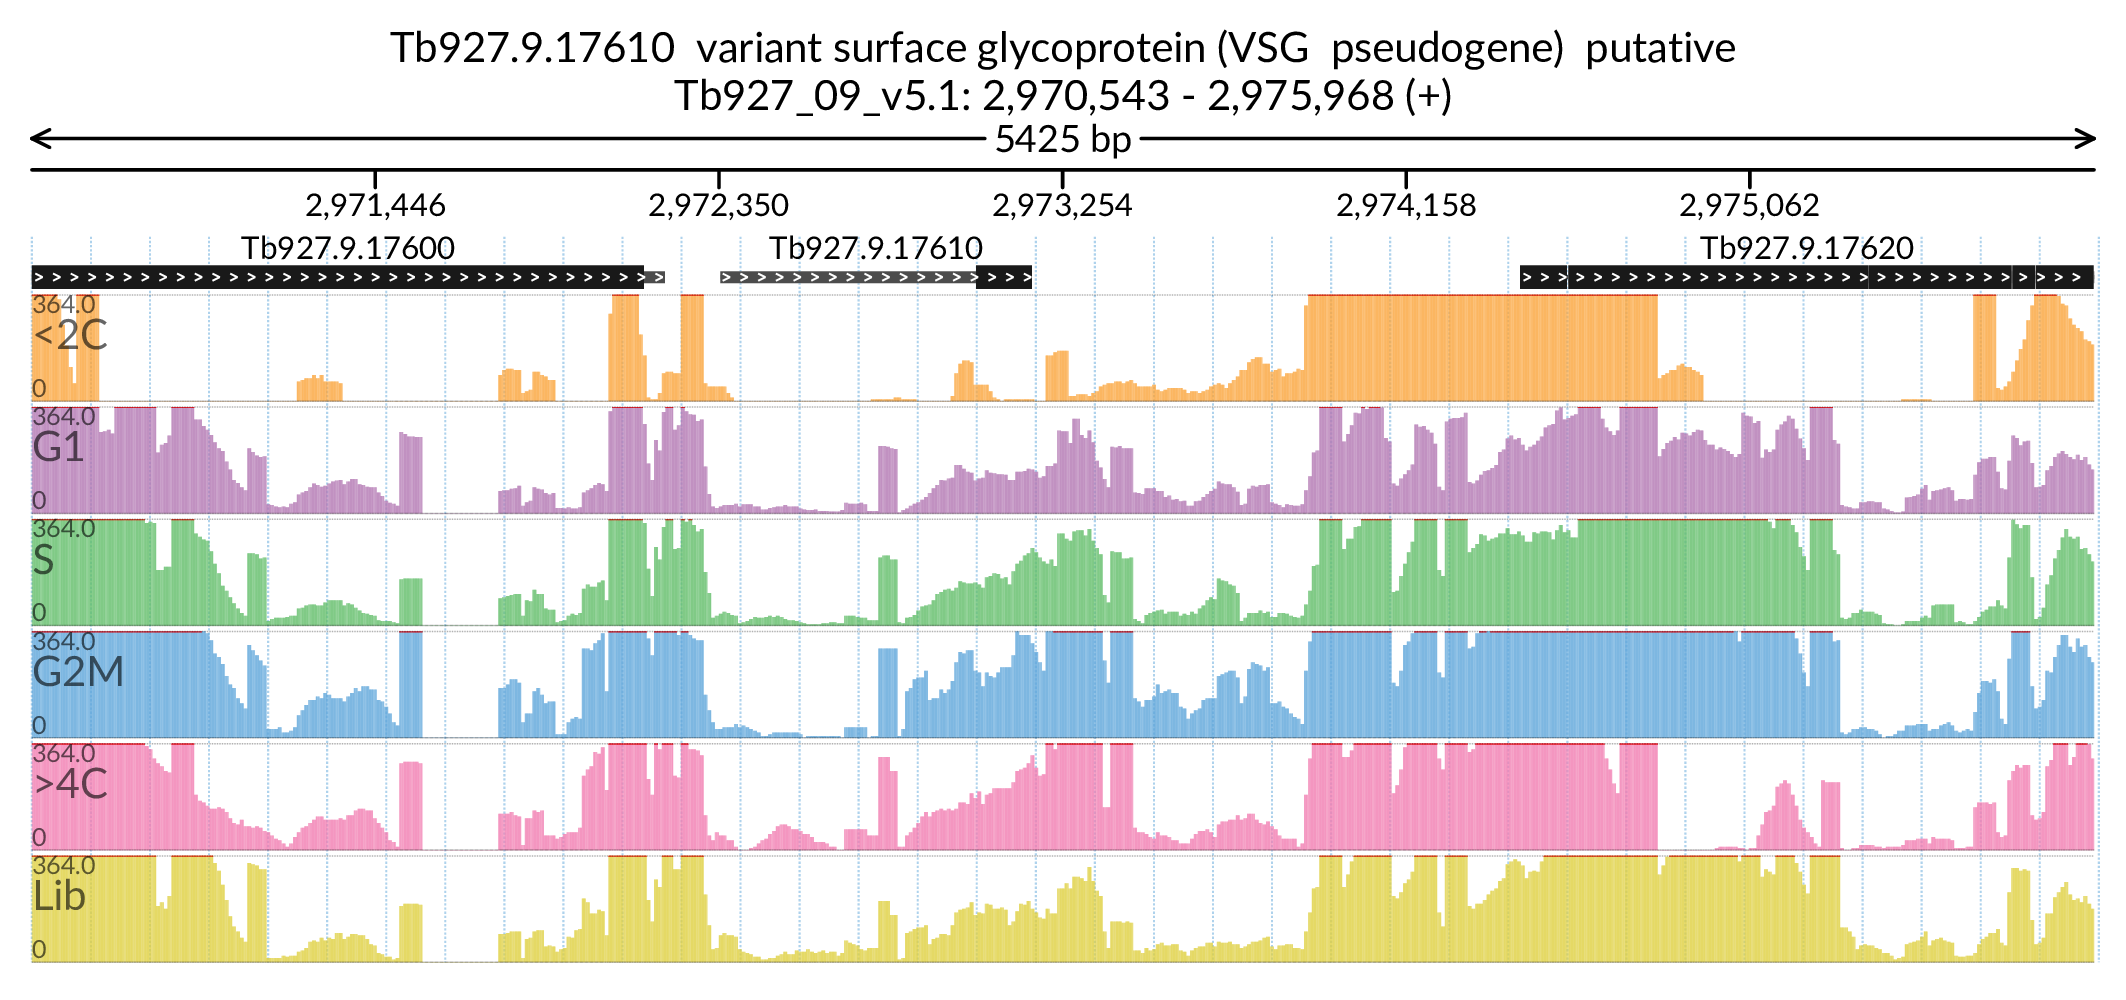 Tb927.9.17610 variant surface glycoprotein (VSG pseudogene) putative
Tb927_09_v5.1: 2,970,543 - 2,975,968 (+)
5425 bp
2,971,446 2,972,350 2,973,254 2,974,158 2,975,062
Tb927.9.17600 Tb927.9.17610 Tb927.9.17620
364.0
<2C
0
364.0
G1
0
364.0
S
0
364.0
G2M
0
364.0
>4C
0
364.0
Lib
0